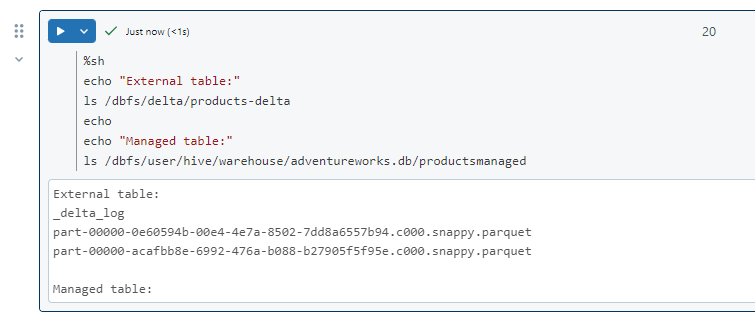 Just now (<1s)
20
%sh
echo "External table:"
ls /dbfs/delta/products-delta
echo
echo "Managed table:"
ls /dbfs/user/hive/warehouse/adventureworks.db/productsmanaged
External table:
_delta_log
part-00000-0e60594b-00e4-4e7a-8502-7dd8a6557b94.c000.snappy.parquet
part-00000-acafbb8e-6992-476a-b088-b27905f5f95e.c000.snappy.parquet
Managed table: